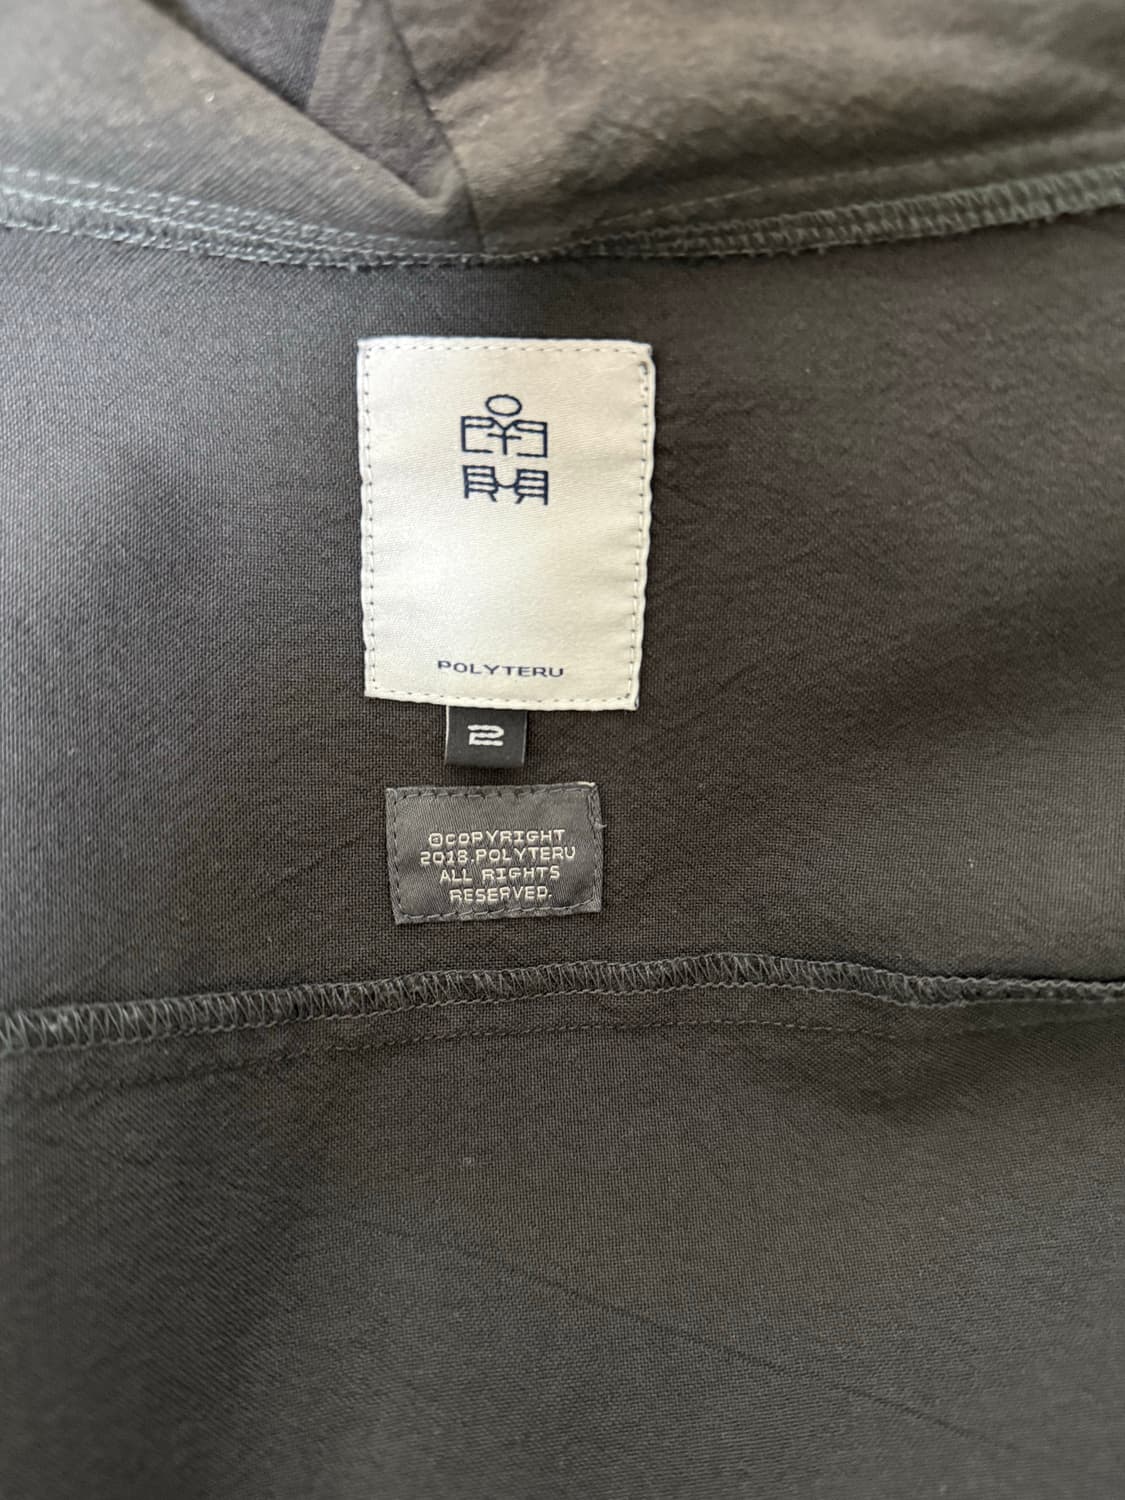 POLYTERU
2
©COPYRIGHT
2018.POLYTERU
ALL RIGHTS
RESERVED.